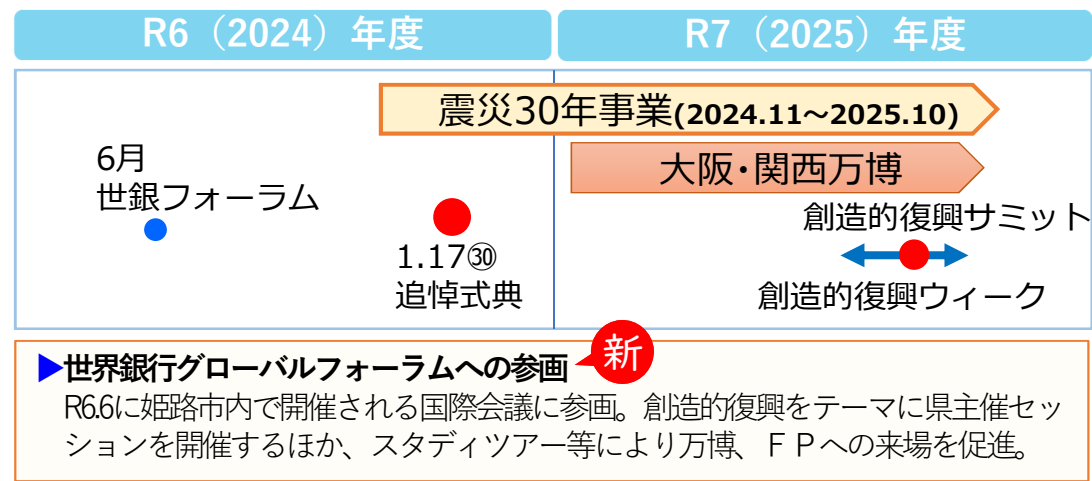 R6（2024）年度
R7（2025）年度
震災30年事業(2024.11～2025.10)
大阪・関西万博
6月
世銀フォーラム
1.17㉚
追悼式典
創造的復興サミット
創造的復興ウィーク
▶世界銀行グローバルフォーラムへの参画
新
R6.6に姫路市内で開催される国際会議に参画。創造的復興をテーマに県主催セッ
ションを開催するほか、スタディツアー等により万博、ＦＰへの来場を促進。